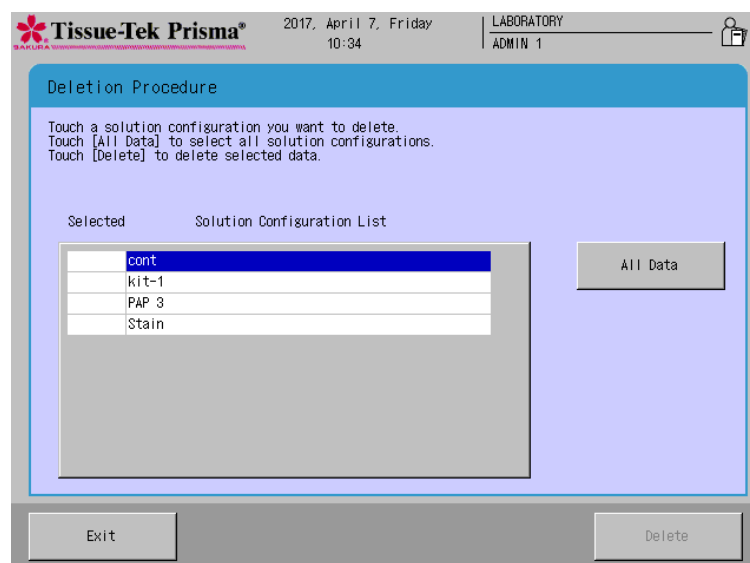 Tissue-Tek Prisma®
SAKURA
2017, April 7, Friday
10:34
LABORATORY
ADMIN 1
Deletion Procedure
Touch a solution configuration you want to delete.
Touch [All Data] to select all solution configurations.
Touch [Delete] to delete selected data.
Selected Solution Configuration List
cont
kit-1
PAP 3
Stain
All Data
Exit
Delete